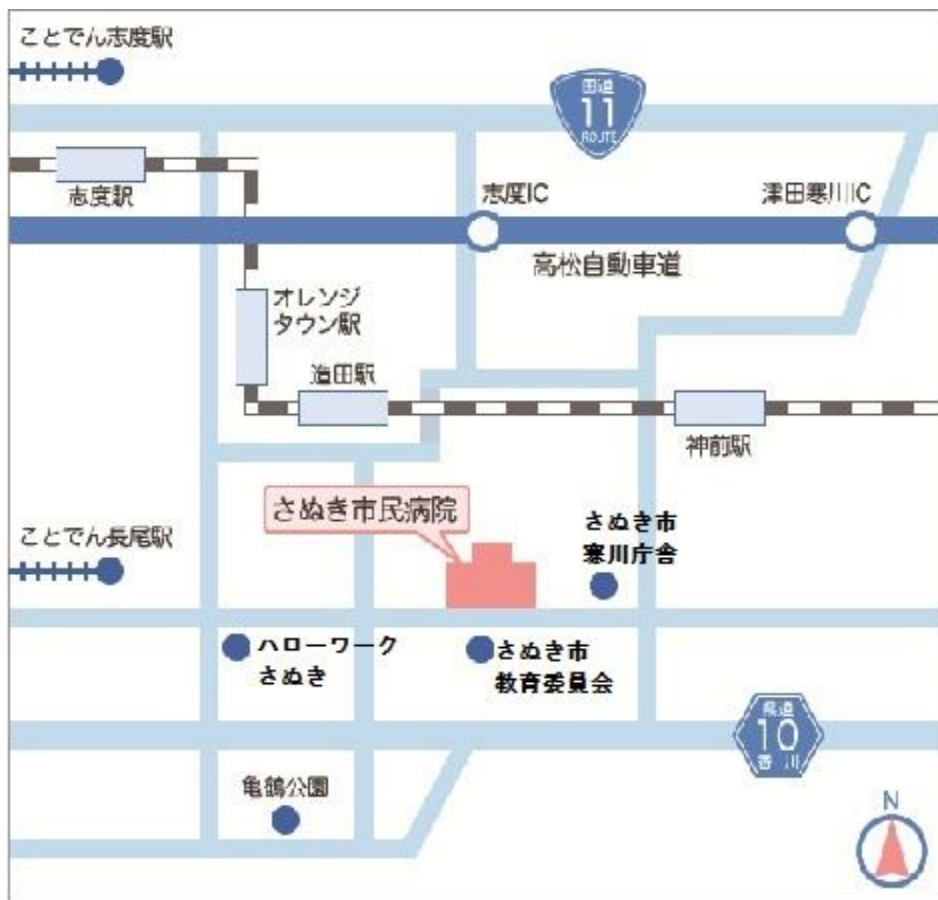 ことでん志度駅
国道
11
ROUTE
志度駅
志度IC
津田寒川IC
高松自動車道
オレンジ
タウン駅
造田駅
神前駅
さぬき市民病院
さぬき市
寒川庁舎
ことでん長尾駅
ハローワーク
さぬき
さぬき市
教育委員会
県道
10
香川
亀鶴公園
N